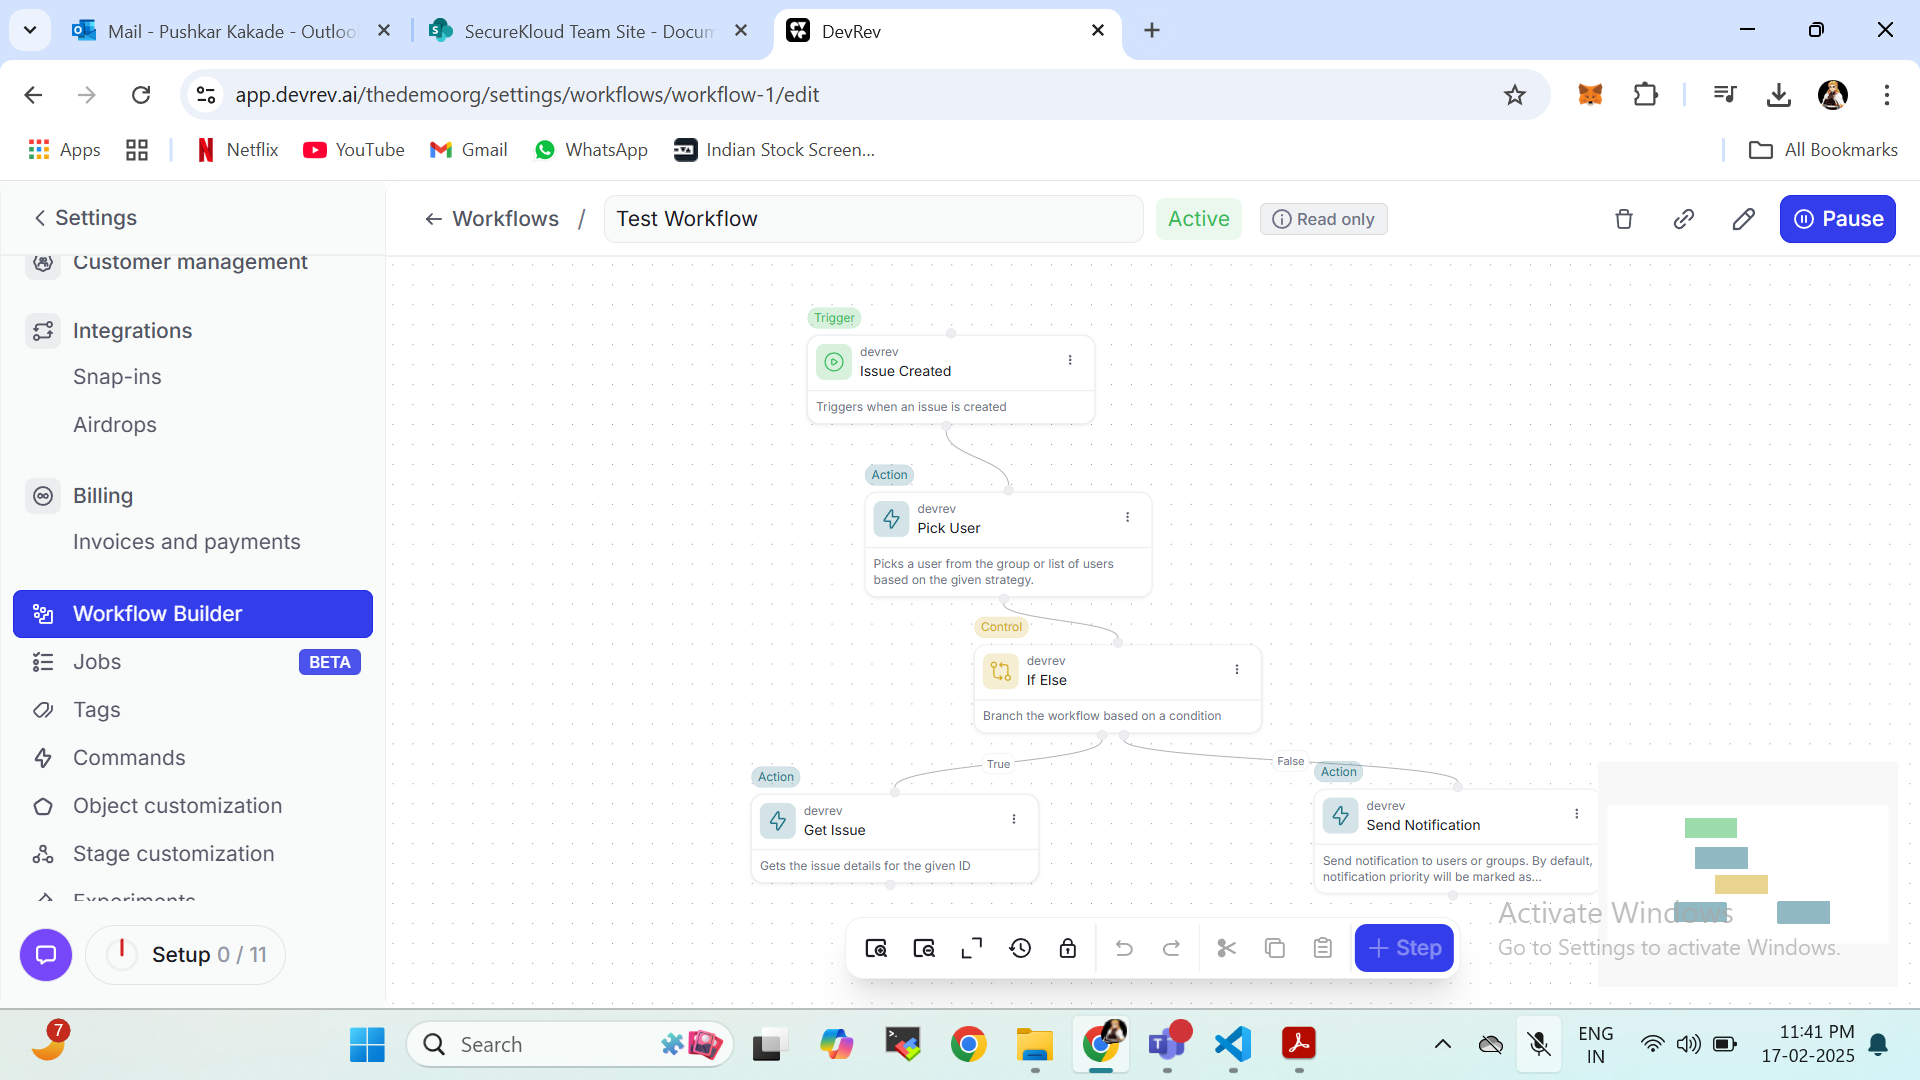 Mail - Pushkar Kakade - Outloo
SecureKloud Team Site - Docum
DevRev
app.devrev.ai/thedemoorg/settings/workflows/workflow-1/edit
Apps
Netflix
YouTube
Gmail
WhatsApp
Indian Stock Screen...
All Bookmarks
Settings
Workflows / Test Workflow
Active
Read only
Pause
Customer management
Integrations
Snap-ins
Airdrops
Billing
Invoices and payments
Workflow Builder
Jobs
BETA
Tags
Commands
Object customization
Stage customization
Experiments
Setup 0 / 11
Trigger
devrev
Issue Created
Triggers when an issue is created
Action
devrev
Pick User
Picks a user from the group or list of users
based on the given strategy.
Control
devrev
If Else
Branch the workflow based on a condition
True
False
Action
devrev
Get Issue
Gets the issue details for the given ID
Action
devrev
Send Notification
Send notification to users or groups. By default,
notification priority will be marked as...
Step
Activate Windows
Go to Settings to activate Windows.
7
Search
ENG
IN
11:41 PM
17-02-2025